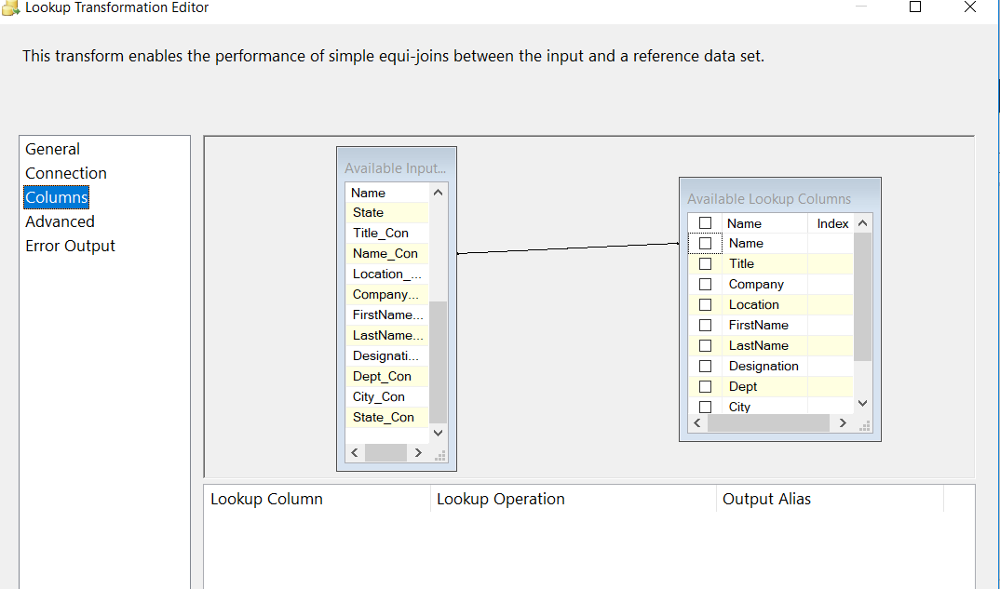 Lookup Transformation Editor
This transform enables the performance of simple equi-joins between the input and a reference data set.
General
Connection
Columns
Advanced
Error Output
Available Input...
Name
State
Title_Con
Name_Con
Location_...
Company...
FirstName...
LastName...
Designati...
Dept_Con
City_Con
State_Con
Available Lookup Columns
Name Index
Name
Title
Company
Location
FirstName
LastName
Designation
Dept
City
Lookup Column Lookup Operation Output Alias